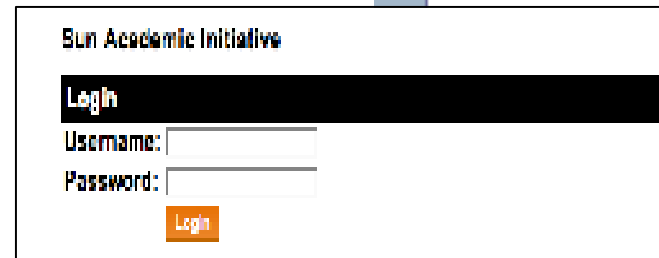 Sun Academic Initiative
Login
Username:
Password:
Login